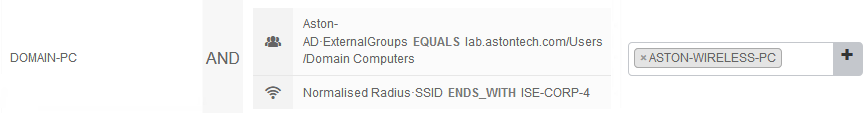 DOMAIN-PC
AND
Aston-
AD·ExternalGroups EQUALS lab.astontech.com/Users
/Domain Computers
Normalised Radius·SSID ENDS_WITH ISE-CORP-4
×ASTON-WIRELESS-PC
+